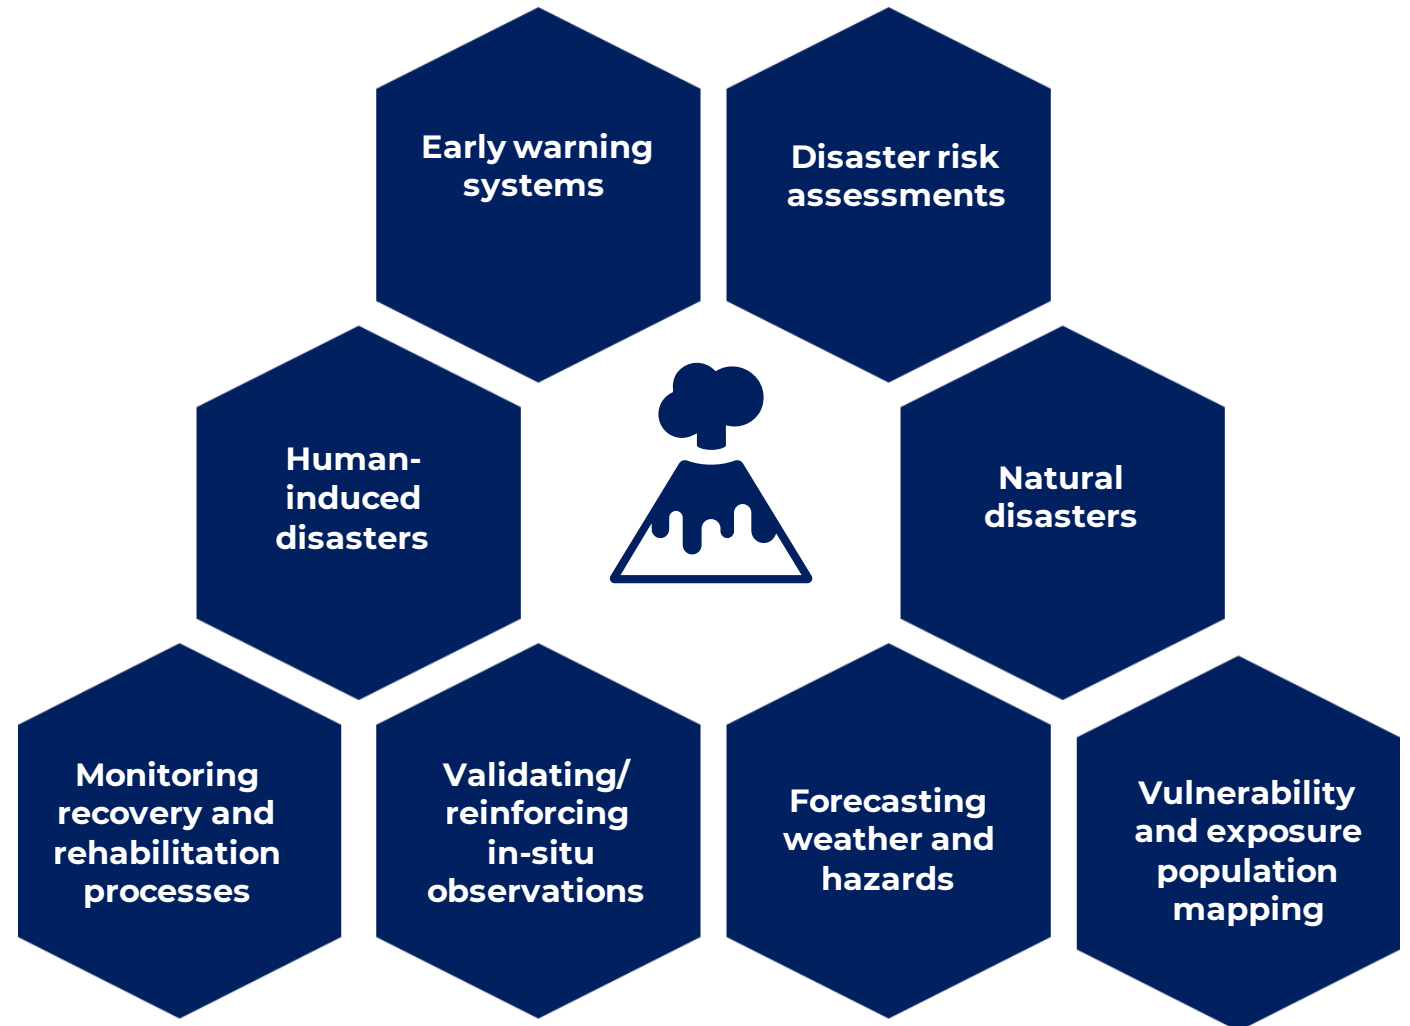 Early warning
systems
Disaster risk
assessments
Human-
induced
disasters
Natural
disasters
Monitoring
recovery and
rehabilitation
processes
Validating/
reinforcing
in-situ
observations
Forecasting
weather and
hazards
Vulnerability
and exposure
population
mapping